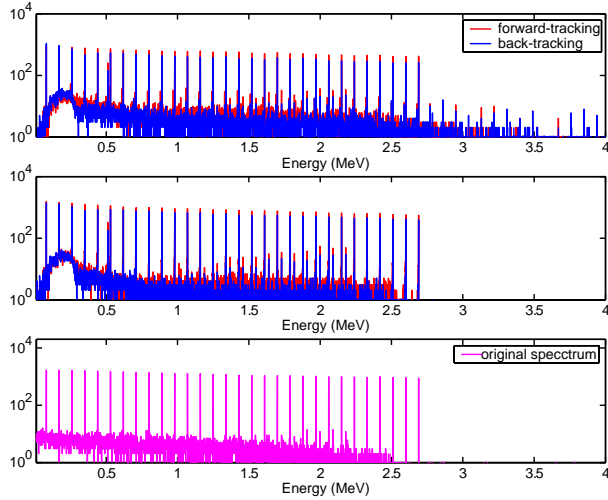 10^4
forward-tracking
back-tracking
10^2
10^0
0.5 1 1.5 2 2.5 3 3.5 4
Energy (MeV)
10^4
10^2
10^0
0.5 1 1.5 2 2.5 3 3.5 4
Energy (MeV)
10^4
original specctrum
10^2
10^0
0.5 1 1.5 2 2.5 3 3.5 4
Energy (MeV)